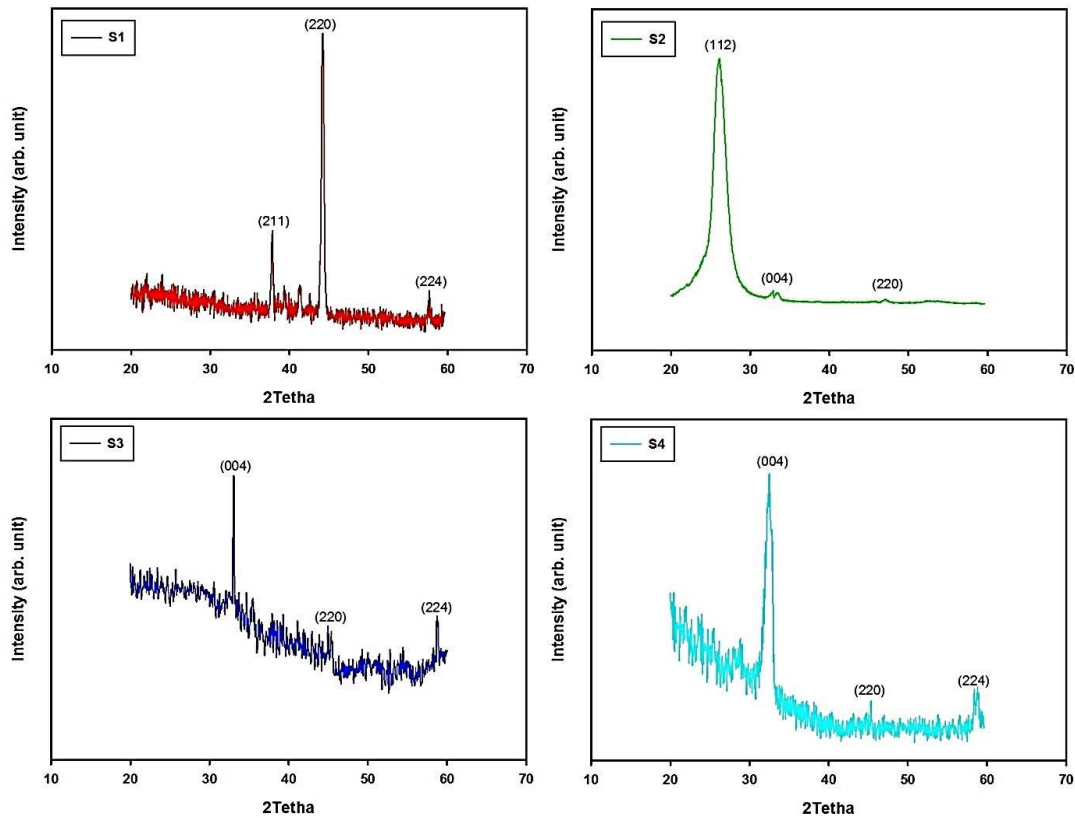 S1
(220)
(211)
(224)
Intensity (arb. unit)
10 20 30 40 50 60 70
2Tetha
S2
(112)
(004)
(220)
Intensity (arb. unit)
10 20 30 40 50 60 70
2Tetha
S3
(004)
(220)
(224)
Intensity (arb. unit)
10 20 30 40 50 60 70
2Tetha
S4
(004)
(220)
(224)
Intensity (arb. unit)
10 20 30 40 50 60 70
2Tetha